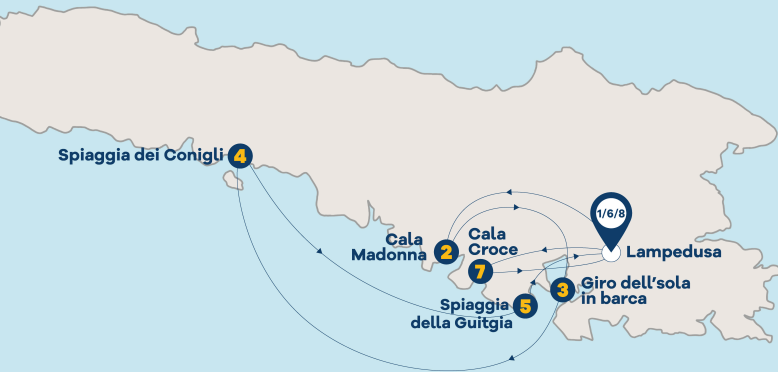 Spiaggia dei Conigli
4
1/6/8
Lampedusa
Cala
Madonna
2
Cala
Croce
7
Giro dell'sola
in barca
3
Spiaggia
della Guitgia
5